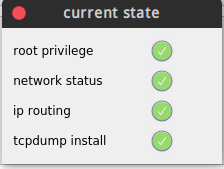 current state
root privilege
network status
ip routing
tcpdump install